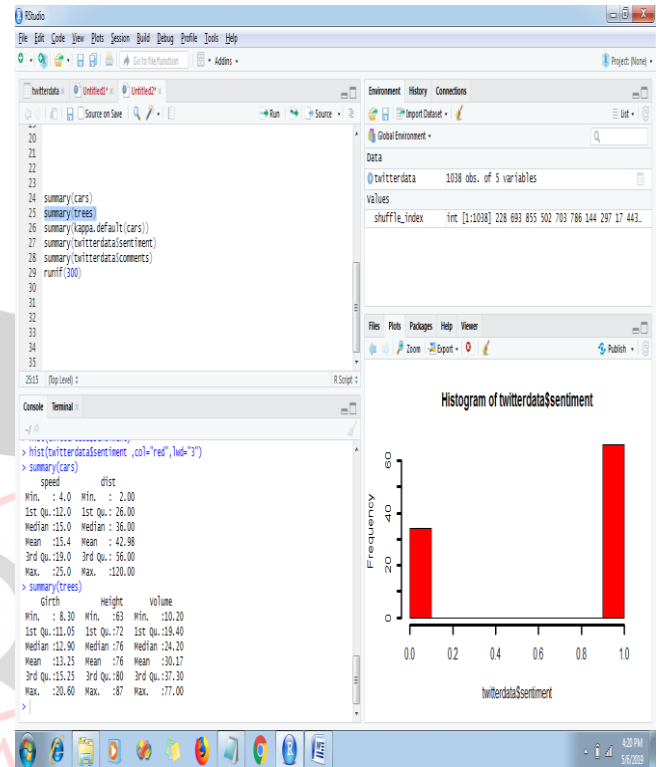 RStudio
File Edit Code View Plots Session Build Debug Profile Tools Help
Go to file/function Addins
Project: (None)
twitterdata Untitled1* Untitled2*
Source on Save Run Source
20
21
22
23
24 summary(cars)
25 summary(trees)
26 summary(kappa.default(cars))
27 summary(twitterdata$sentiment)
28 summary(twitterdata$comments)
29 runif(300)
30
31
32
33
34
35
25:15 (Top Level) R Script
Console Terminal
~/
> hist(twitterdata$sentiment ,col="red",lwd="3")
> summary(cars)
speed dist
Min. : 4.0 Min. : 2.00
1st Qu.:12.0 1st Qu.: 26.00
Median :15.0 Median : 36.00
Mean :15.4 Mean : 42.98
3rd Qu.:19.0 3rd Qu.: 56.00
Max. :25.0 Max. :120.00
> summary(trees)
Girth Height Volume
Min. : 8.30 Min. :63 Min. :10.20
1st Qu.:11.05 1st Qu.:72 1st Qu.:19.40
Median :12.90 Median :76 Median :24.20
Mean :13.25 Mean :76 Mean :30.17
3rd Qu.:15.25 3rd Qu.:80 3rd Qu.:37.30
Max. :20.60 Max. :87 Max. :77.00
>
Environment History Connections
Import Dataset List
Global Environment
Data
twitterdata 1038 obs. of 5 variables
Values
shuffle_index int [1:1038] 228 693 855 502 703 786 144 297 17 443…
Files Plots Packages Help Viewer
Zoom Export Publish
Histogram of twitterdata$sentiment
Frequency
60
40
20
0
0.0 0.2 0.4 0.6 0.8 1.0
twitterdata$sentiment
4:20 PM
5/6/2019